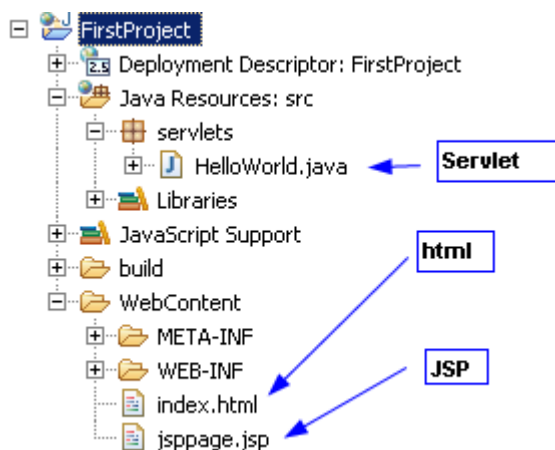 FirstProject
2.5 Deployment Descriptor: FirstProject
Java Resources: src
servlets
J HelloWorld.java Servlet
Libraries
JavaScript Support
html
build
WebContent
META-INF
JSP
WEB-INF
index.html
jsppage.jsp